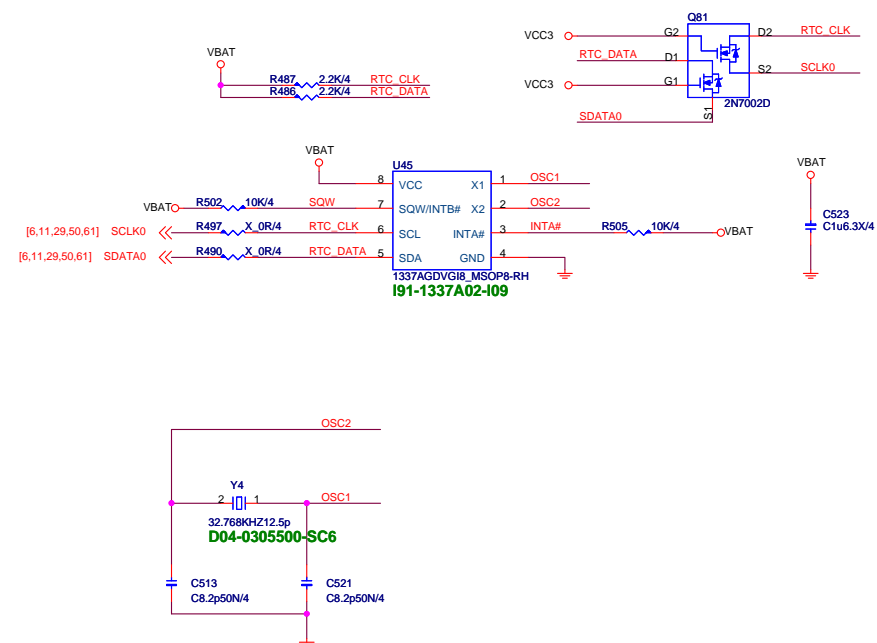 Q81
VCC3 G2 D2 RTC_CLK
RTC_DATA D1
S2 SCLK0
VCC3 G1
2N7002D
SDATA0 S1
VBAT
R487 2.2K/4 RTC_CLK
R486 2.2K/4 RTC_DATA
VBAT
U45
8 VCC X1 1 OSC1
VBAT R502 10K/4 SQW 7 SQW/INTB# X2 2 OSC2
[6,11,29,50,61] SCLK0 R497 X_0R/4 RTC_CLK 6 SCL INTA# 3 INTA# R505 10K/4 VBAT
[6,11,29,50,61] SDATA0 R490 X_0R/4 RTC_DATA 5 SDA GND 4
1337AGDVGI8_MSOP8-RH
I91-1337A02-I09
VBAT
C523
C1u6.3X/4
OSC2
Y4
2 1 OSC1
32.768KHZ12.5p
D04-0305500-SC6
C513
C8.2p50N/4
C521
C8.2p50N/4